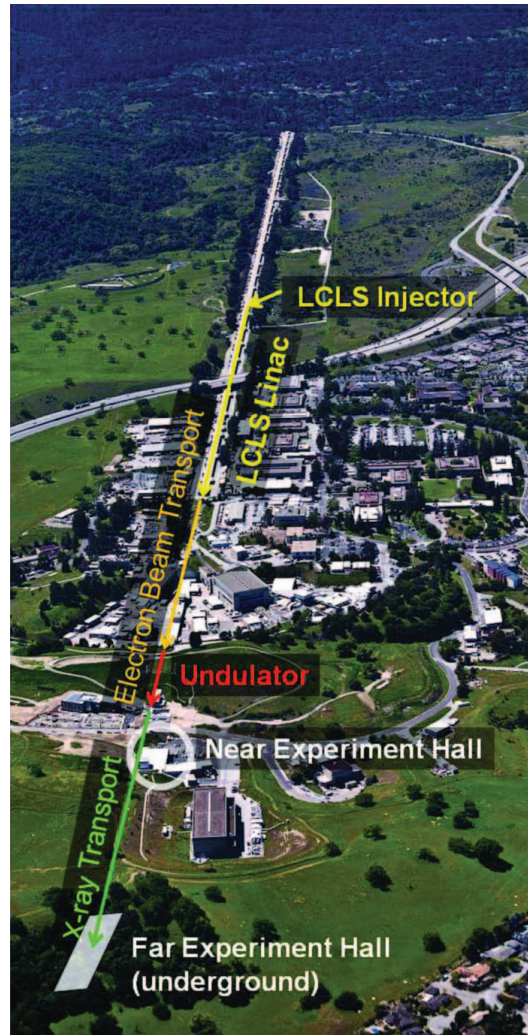 LCLS Injector
LCLS Linac
Electron Beam Transport
Undulator
Near Experiment Hall
X-ray Transport
Far Experiment Hall
(underground)